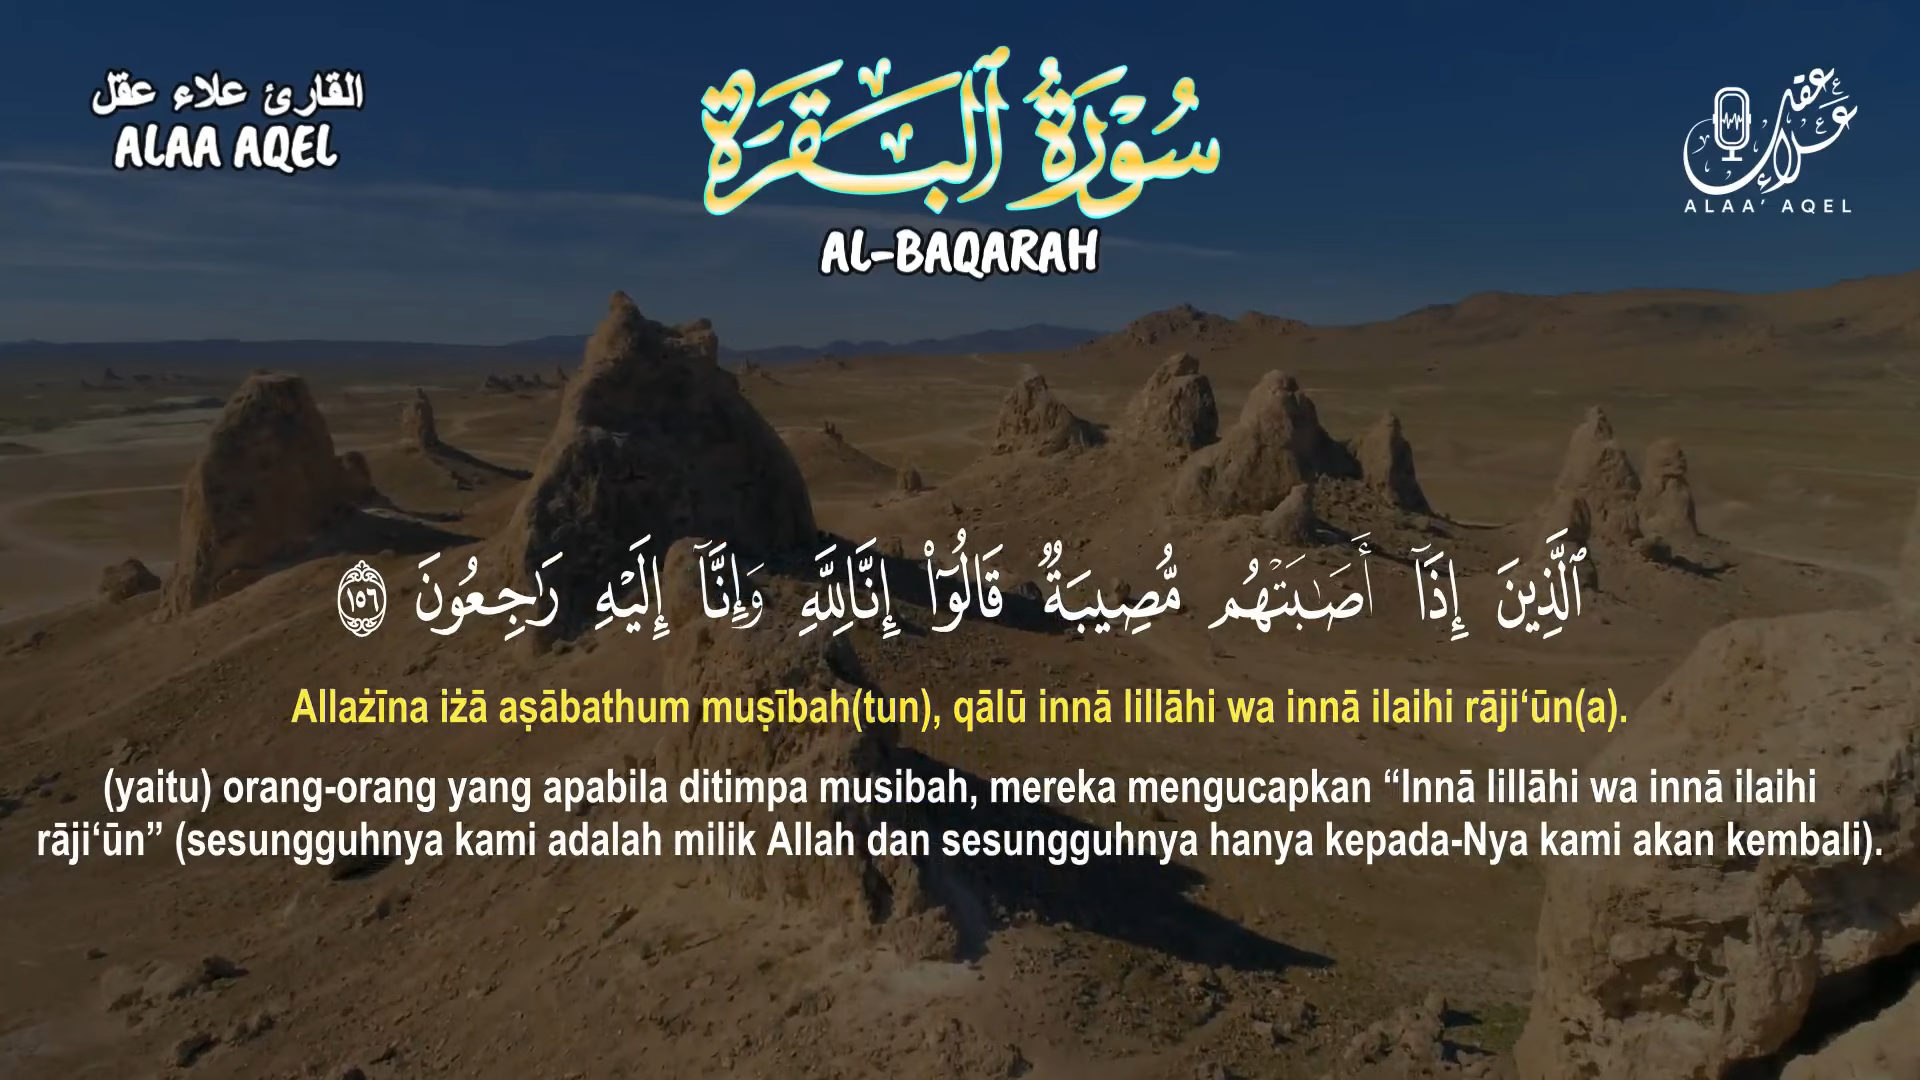 القارئ علاء عقل
ALAA AQEL
سُورَةُ ٱلْبَقَرَةِ
AL-BAQARAH
علاء عقل
ALAA' AQEL
ٱلَّذِينَ إِذَآ أَصَٰبَتْهُم مُّصِيبَةٌ قَالُوٓا۟ إِنَّا لِلَّهِ وَإِنَّآ إِلَيْهِ رَٰجِعُونَ ١٥٦
Allażīna iżā aṣābathum muṣībah(tun), qālū innā lillāhi wa innā ilaihi rāji‘ūn(a).
(yaitu) orang-orang yang apabila ditimpa musibah, mereka mengucapkan “Innā lillāhi wa innā ilaihi
rāji‘ūn” (sesungguhnya kami adalah milik Allah dan sesungguhnya hanya kepada-Nya kami akan kembali).